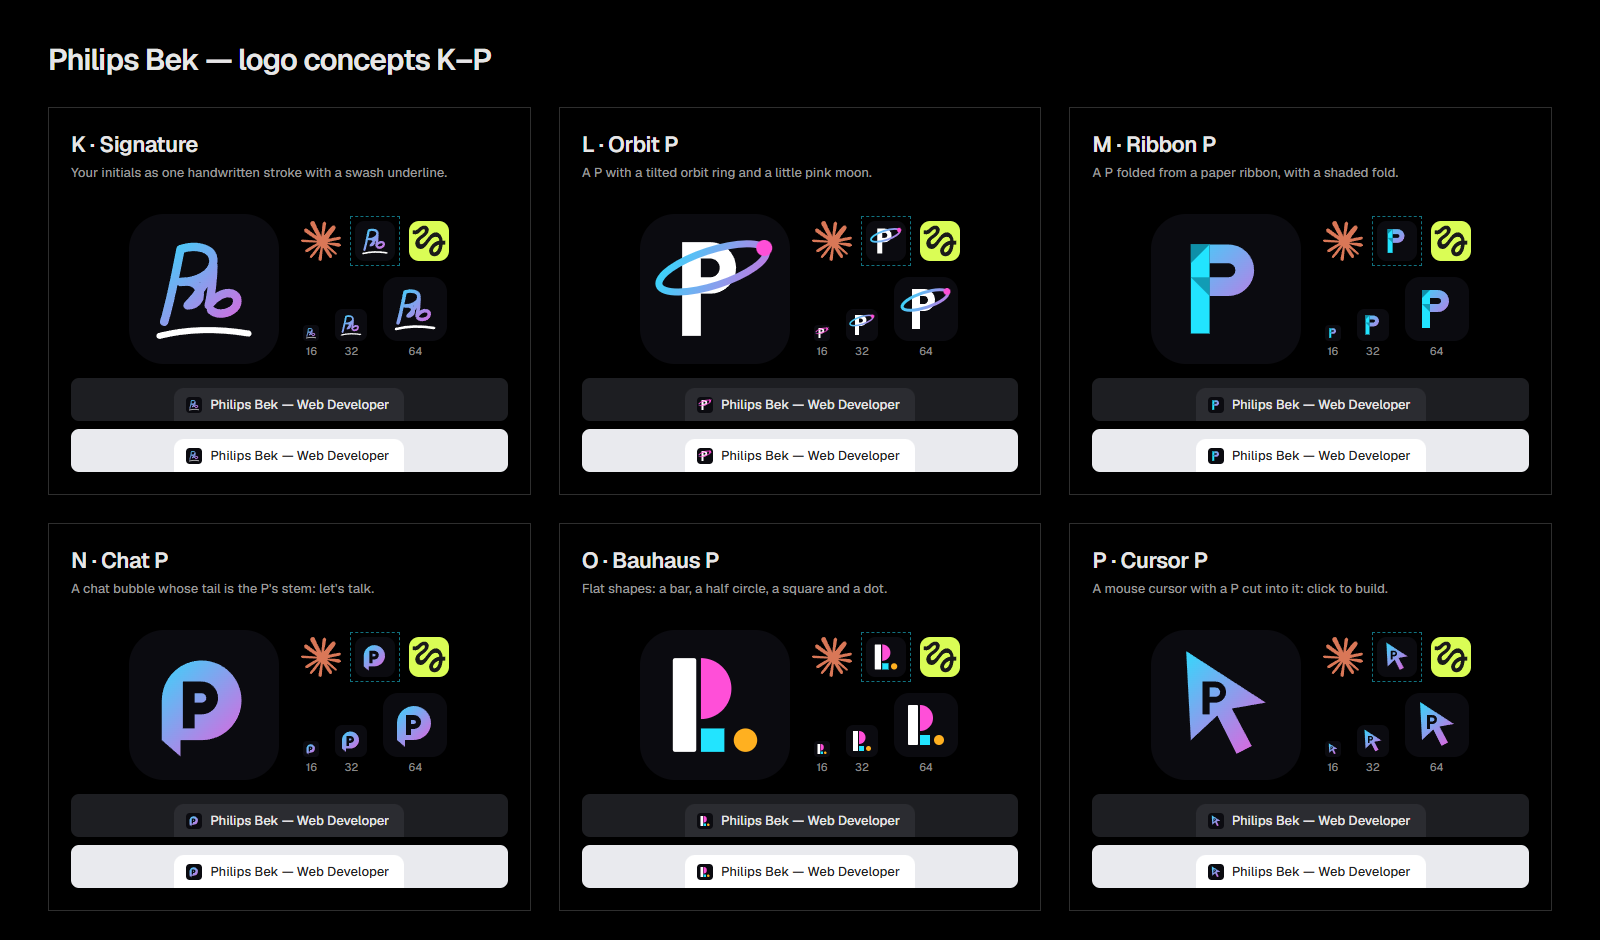 Philips Bek — logo concepts K–P
K · Signature
Your initials as one handwritten stroke with a swash underline.
16
32
64
Philips Bek — Web Developer
Philips Bek — Web Developer
L · Orbit P
A P with a tilted orbit ring and a little pink moon.
P
P
P
P
16
32
64
P
Philips Bek — Web Developer
P
Philips Bek — Web Developer
M · Ribbon P
A P folded from a paper ribbon, with a shaded fold.
P
P
P
P
P
16
32
64
P
Philips Bek — Web Developer
P
Philips Bek — Web Developer
N · Chat P
A chat bubble whose tail is the P's stem: let's talk.
P
P
P
P
P
16
32
64
P
Philips Bek — Web Developer
P
Philips Bek — Web Developer
O · Bauhaus P
Flat shapes: a bar, a half circle, a square and a dot.
16
32
64
Philips Bek — Web Developer
Philips Bek — Web Developer
P · Cursor P
A mouse cursor with a P cut into it: click to build.
P
P
P
P
16
32
64
Philips Bek — Web Developer
Philips Bek — Web Developer